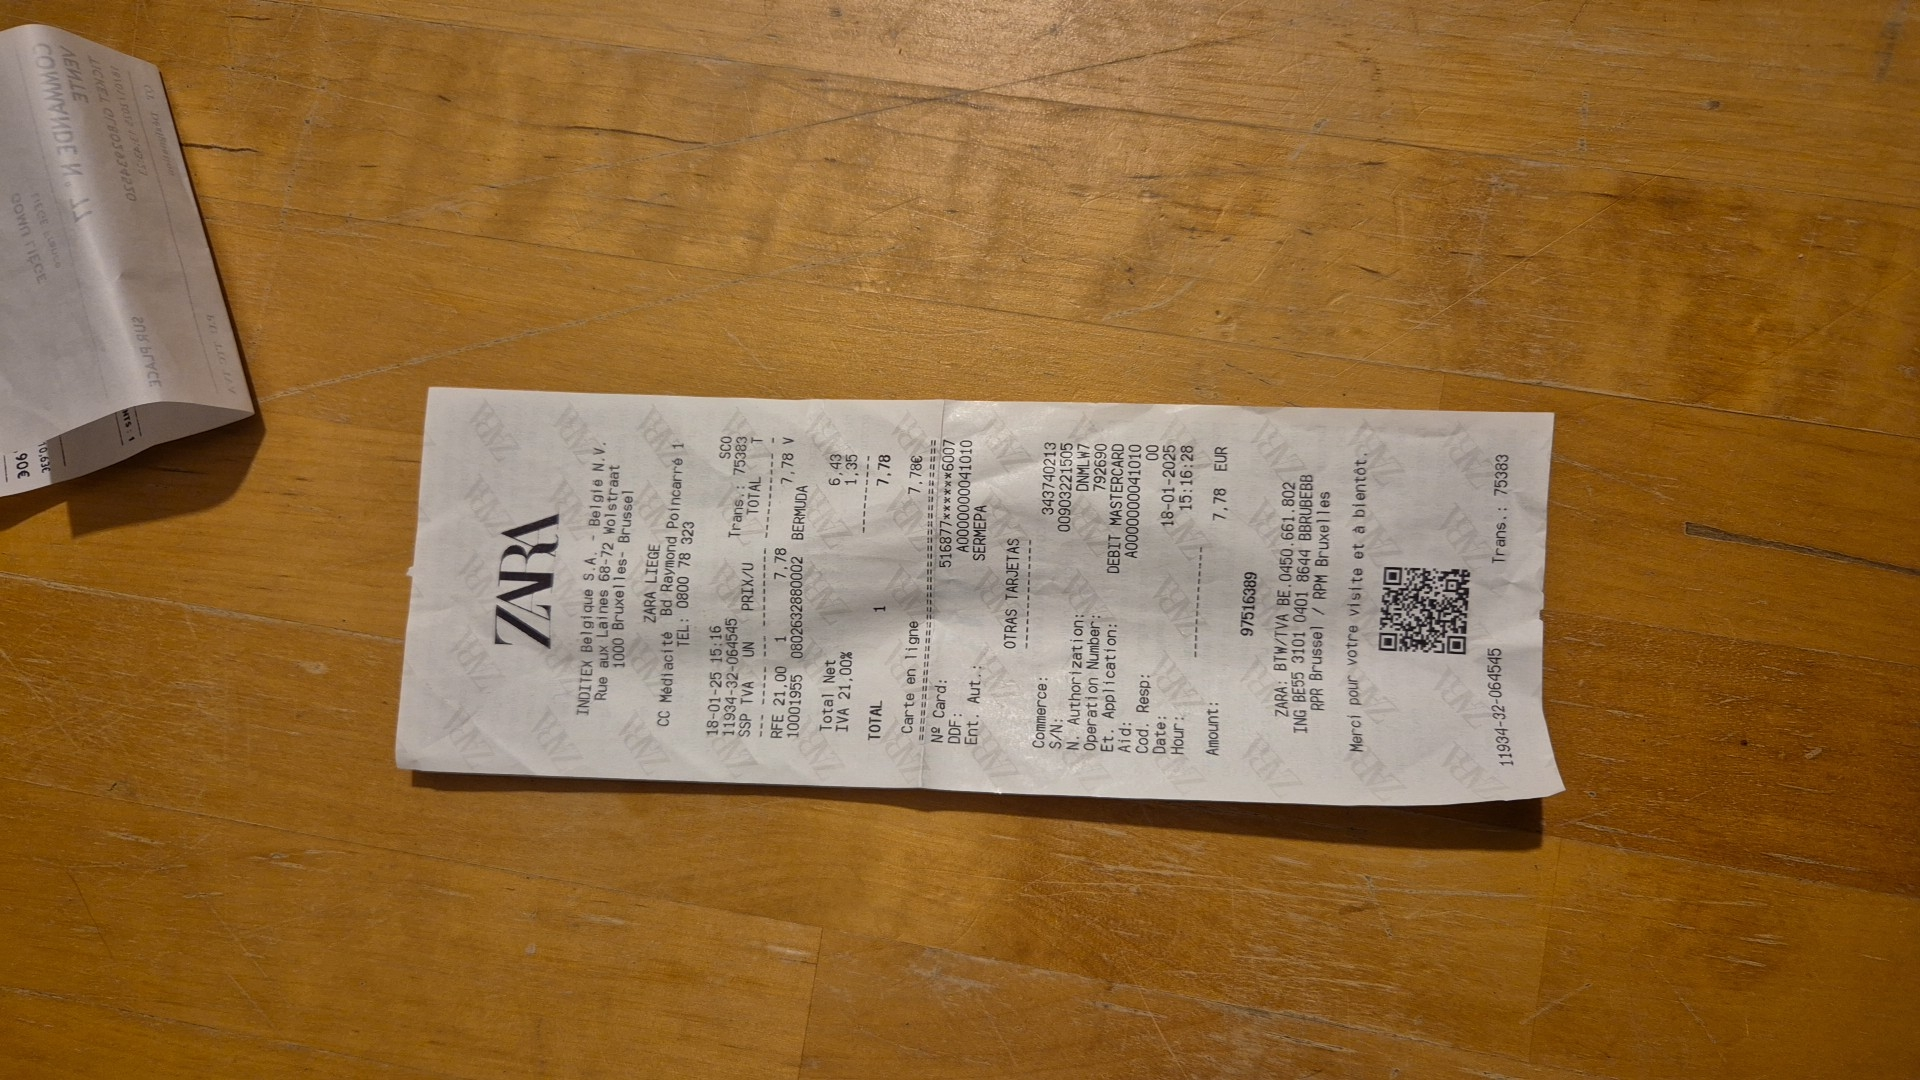 ZARA
INDITEX Belgique S.A. - Belgie N.V.
Rue aux Laines 68-72 Wolstraat
1000 Bruxelles- Brussel
ZARA LIEGE
CC Médiacité Bd Raymond Poincarré 1
TEL: 0800 78 323
18-01-25 15:16 SCO
11934-32-064545 Trans.: 75383
SSP TVA UN PRIX/U TOTAL T
RFE 21,00 1 7,78 7,78 V
10001955 0802632880002 BERMUDA
Total Net 6,43
IVA 21,00% 1,35
TOTAL 1 7,78
Carte en ligne 7,78€
Nº Card: 516877******6007
DDF: A0000000041010
Ent. Aut.: SERMEPA
OTRAS TARJETAS
Commerce: 343740213
S/N: 00903221505
N. Authorization: DNMLW7
Operation Number: 792690
Et. Application: DEBIT MASTERCARD
Aid: A0000000041010
Cod. Resp: 00
Date: 18-01-2025
Hour: 15:16:28
Amount: 7,78 EUR
97516389
ZARA: BTW/TVA BE.0450.661.802
ING BE55 3101 0401 8644 BBRUBEBB
RPR Brussel / RPM Bruxelles
Merci pour votre visite et à bientôt.
11934-32-064545 Trans.: 75383
COMMANDE N°77
VENTE
SUR PLACE